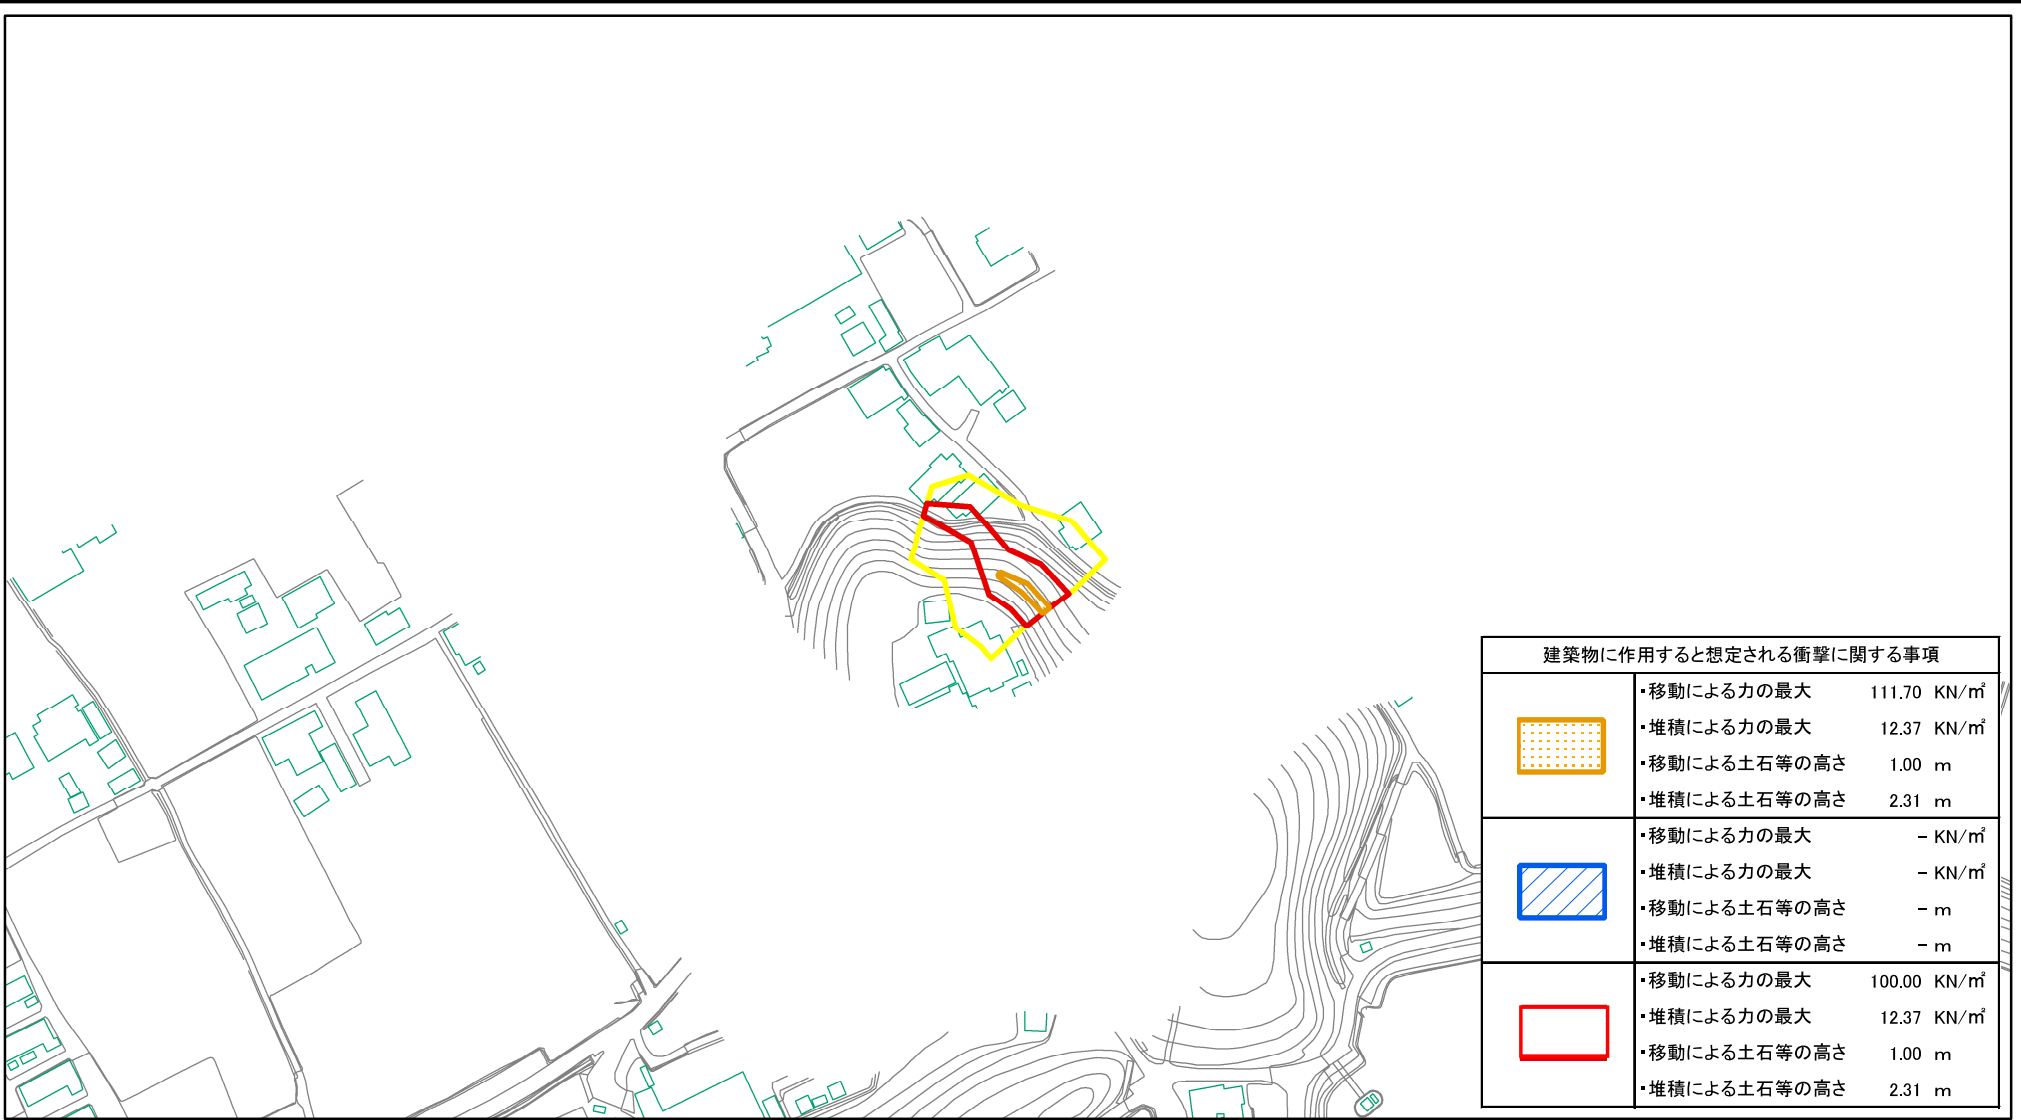 建築物に作用すると想定される衝撃に関する事項
・移動による力の最大 111.70 KN/㎡
・堆積による力の最大 12.37 KN/㎡
・移動による土石等の高さ 1.00 m
・堆積による土石等の高さ 2.31 m
・移動による力の最大 － KN/㎡
・堆積による力の最大 － KN/㎡
・移動による土石等の高さ － m
・堆積による土石等の高さ － m
・移動による力の最大 100.00 KN/㎡
・堆積による力の最大 12.37 KN/㎡
・移動による土石等の高さ 1.00 m
・堆積による土石等の高さ 2.31 m